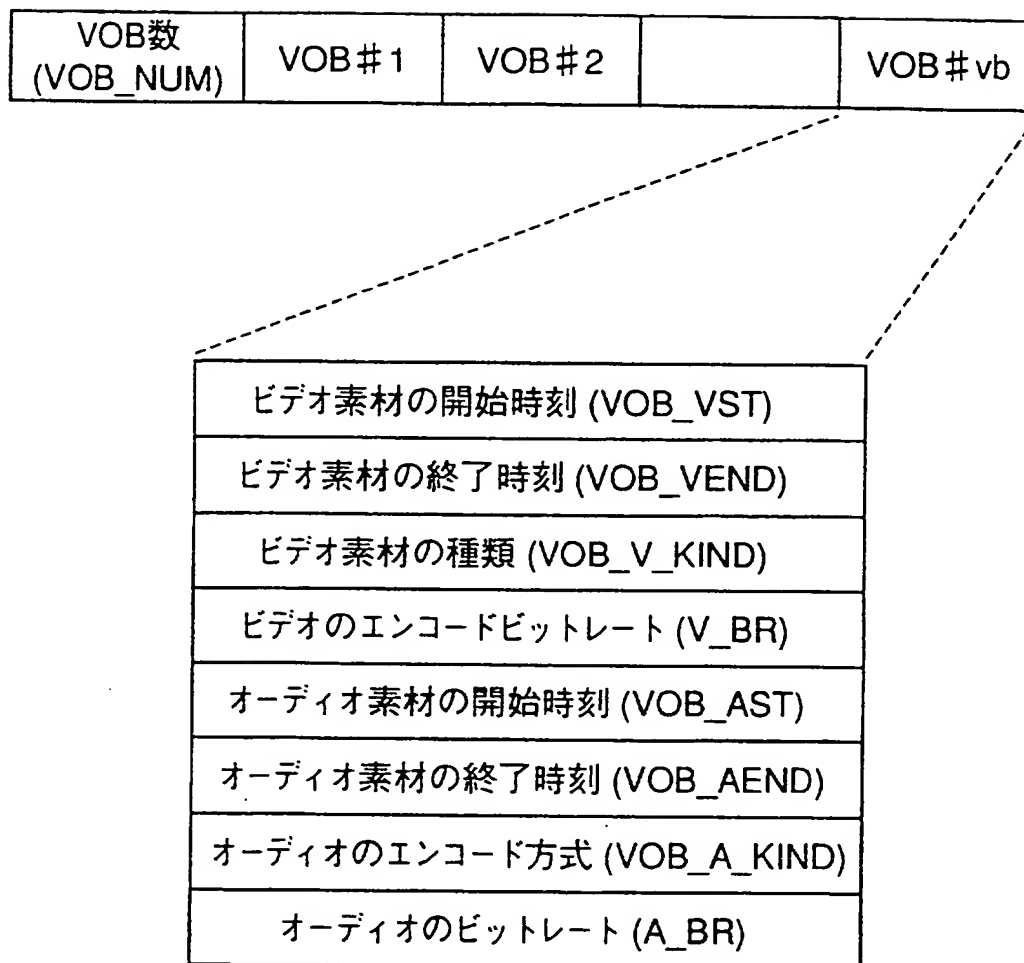 VOB数
(VOB_NUM)
VOB#1
VOB#2
VOB#vb
ビデオ素材の開始時刻 (VOB_VST)
ビデオ素材の終了時刻 (VOB_VEND)
ビデオ素材の種類 (VOB_V_KIND)
ビデオのエンコードビットレート (V_BR)
オーディオ素材の開始時刻 (VOB_AST)
オーディオ素材の終了時刻 (VOB_AEND)
オーディオのエンコード方式 (VOB_A_KIND)
オーディオのビットレート (A_BR)